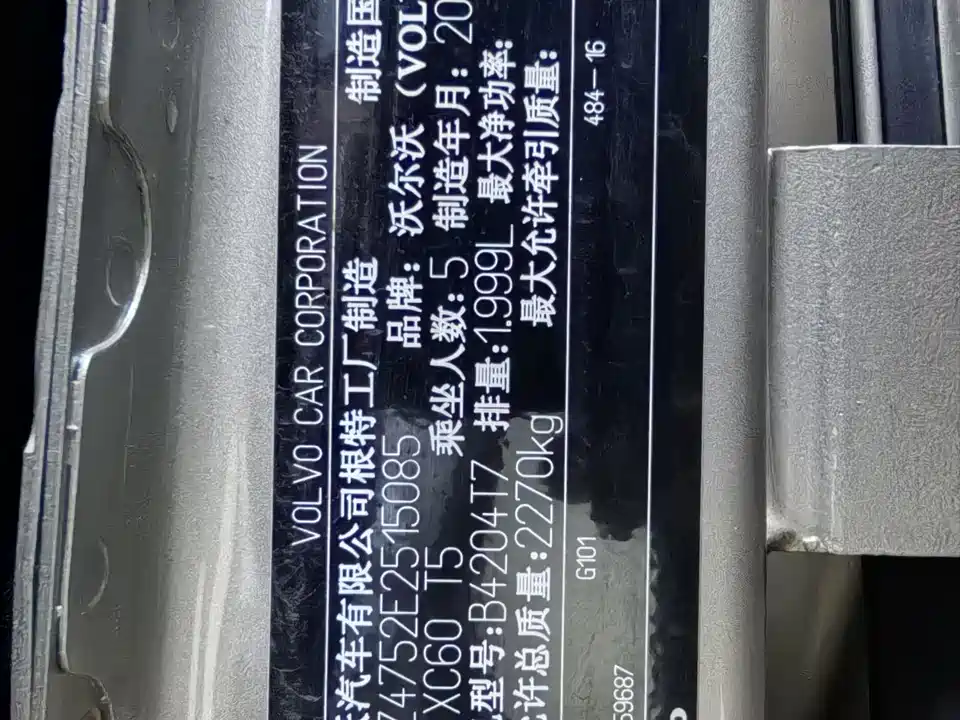 VOLVO CAR CORPORATION
汽车有限公司根特工厂制造 制造国
Z4752E2515085 品牌: 沃尔沃 (VOL
XC60 T5 乘坐人数: 5 制造年月: 20
型号:B4204T7 排量:1.999L 最大净功率:
允许总质量:2270kg 最大允许牵引质量:
G101 484-16
59687